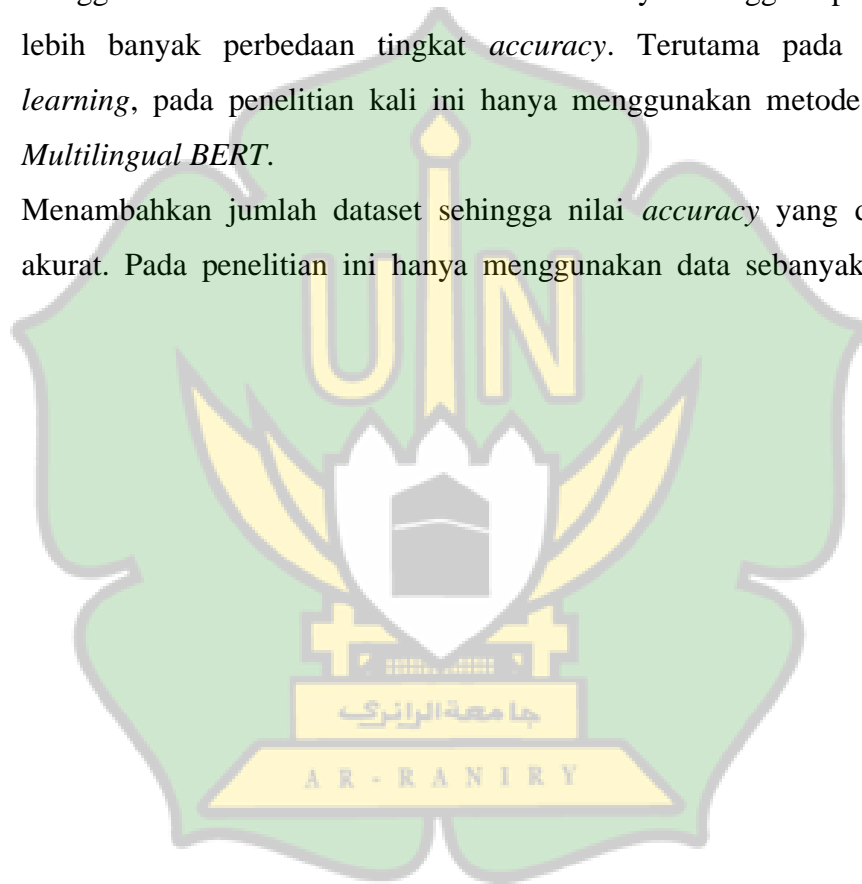 lebih banyak perbedaan tingkat accuracy. Terutama pada
learning, pada penelitian kali ini hanya menggunakan metode
Multilingual BERT.
Menambahkan jumlah dataset sehingga nilai accuracy yang
akurat. Pada penelitian ini hanya menggunakan data sebanyak
UIN
جامعة الرانري
AR-RANIRY